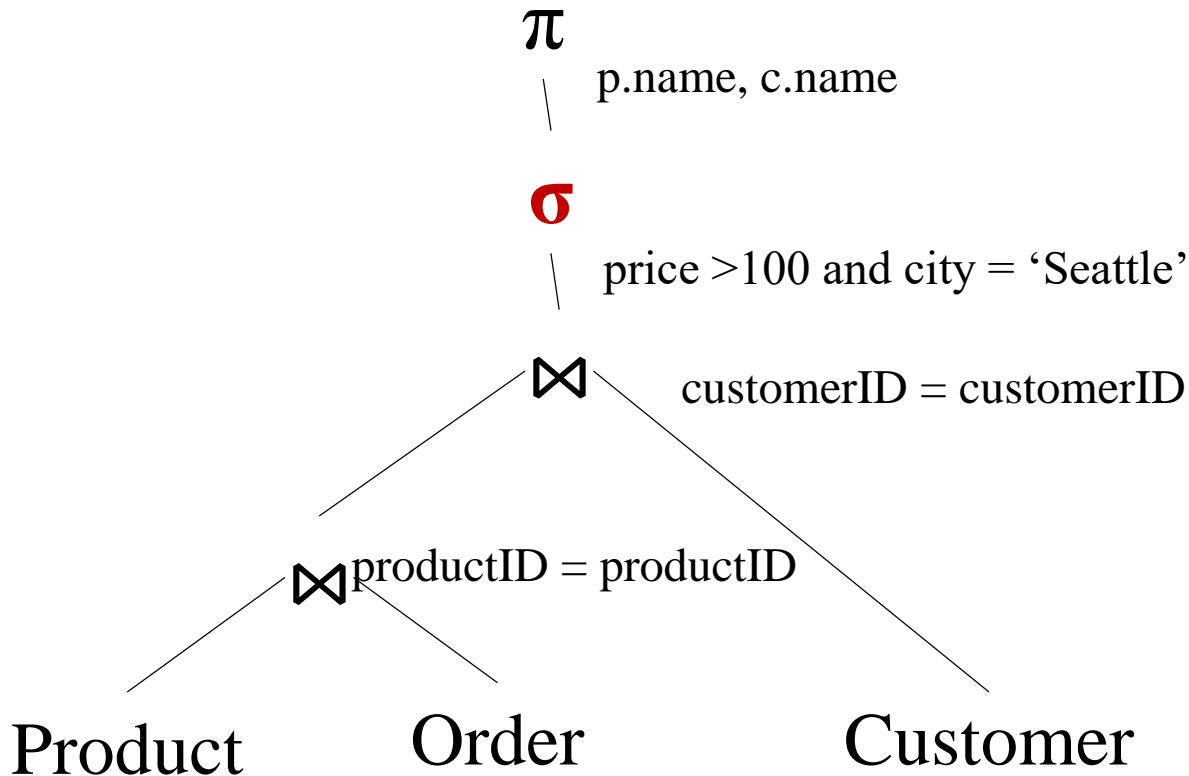 π
p.name, c.name
σ
price >100 and city = ‘Seattle’
⋈
customerID = customerID
⋈ productID = productID
Product
Order
Customer